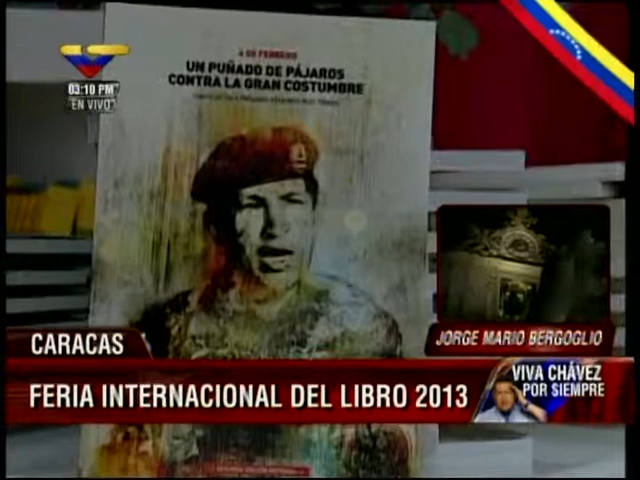 03:10 PM
EN VIVO
4 DE FEBRERO
UN PUÑADO DE PÁJAROS
CONTRA LA GRAN COSTUMBRE
JORGE MARIO BERGOGLIO
CARACAS
FERIA INTERNACIONAL DEL LIBRO 2013
VIVA CHÁVEZ
POR SIEMPRE